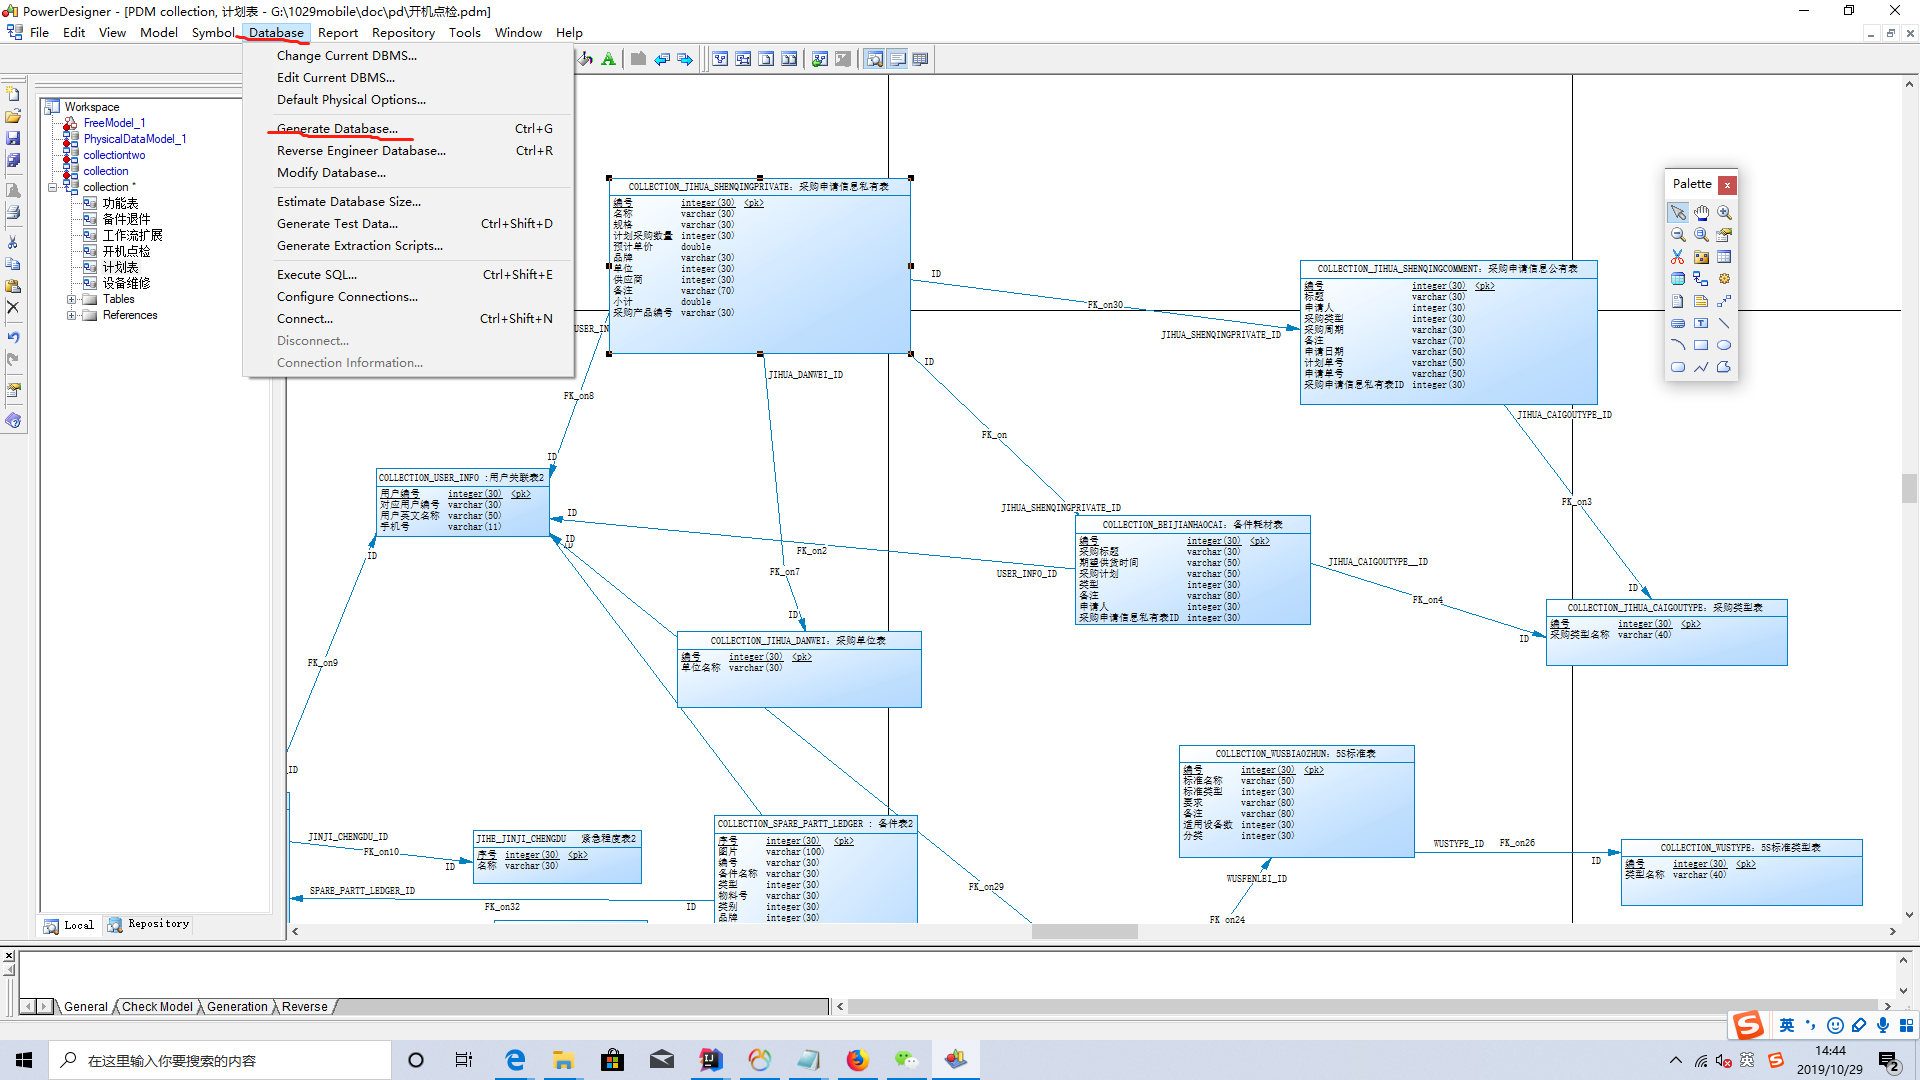 PowerDesigner - [PDM collection, 计划表 - G:\1029mobile\doc\pd\开机点检.pdm]
File Edit View Model Symbol Database Report Repository Tools Window Help
Change Current DBMS...
Edit Current DBMS...
Default Physical Options...
Generate Database... Ctrl+G
Reverse Engineer Database... Ctrl+R
Modify Database...
Estimate Database Size...
Generate Test Data... Ctrl+Shift+D
Generate Extraction Scripts...
Execute SQL... Ctrl+Shift+E
Configure Connections...
Connect... Ctrl+Shift+N
Disconnect...
Connection Information...
Workspace
FreeModel_1
PhysicalDataModel_1
collectiontwo
collection
collection *
功能表
备件退件
工作流扩展
开机点检
计划表
设备维修
Tables
References
Local
Repository
COLLECTION_JIHUA_SHENQINGPRIVATE: 采购申请信息私有表
编号 integer(30) <pk>
名称 varchar(30)
规格 varchar(30)
计划采购数量 integer(30)
预计单价 double
品牌 varchar(30)
单位 integer(30)
供应商 integer(30)
备注 varchar(70)
小计 double
采购产品编号 varchar(30)
ID
FK_on30
JIHUA_SHENQINGPRIVATE_ID
COLLECTION_JIHUA_SHENQINGCOMMENT: 采购申请信息公有表
编号 integer(30) <pk>
标题 varchar(30)
申请人 integer(30)
采购类型 integer(30)
采购周期 integer(30)
备注 varchar(70)
申请日期 varchar(50)
计划单号 varchar(50)
申请单号 varchar(50)
采购申请信息私有表ID integer(30)
Palette
USER_IN
ID
JIHUA_DANWEI_ID
FK_on8
JIHUA_CAIGOUTYPE_ID
FK_on
ID
COLLECTION_USER_INFO :用户关联表2
用户编号 integer(30) <pk>
对应用户编号 varchar(30)
用户英文名称 varchar(50)
手机号 varchar(11)
ID
ID
ID
ID
FK_on2
FK_on7
USER_INFO_ID
FK_on3
JIHUA_SHENQINGPRIVATE_ID
COLLECTION_BEIJIANHAOCAI: 备件耗材表
编号 integer(30) <pk>
采购标题 varchar(30)
期望供货时间 varchar(50)
采购计划 varchar(50)
类型 integer(30)
备注 varchar(80)
申请人 integer(30)
采购申请信息私有表ID integer(30)
JIHUA_CAIGOUTYPE__ID
FK_on4
ID
ID
ID
COLLECTION_JIHUA_CAIGOUTYPE: 采购类型表
编号 integer(30) <pk>
采购类型名称 varchar(40)
COLLECTION_JIHUA_DANWEI: 采购单位表
编号 integer(30) <pk>
单位名称 varchar(30)
FK_on9
_ID
COLLECTION_WUSBIAOZHUN: 5S标准表
编号 integer(30) <pk>
标准名称 varchar(50)
标准类型 integer(30)
要求 varchar(80)
备注 varchar(80)
适用设备数 integer(30)
分类 integer(30)
WUSTYPE_ID FK_on26
ID
COLLECTION_WUSTYPE: 5S标准类型表
编号 integer(30) <pk>
类型名称 varchar(40)
WUSFENLEI_ID
FK_on24
JINJI_CHENGDU_ID
FK_on10
ID
JIHE_JINJI_CHENGDU 紧急程度表2
序号 integer(30) <pk>
名称 varchar(30)
SPARE_PARTT_LEDGER_ID
FK_on32
ID
COLLECTION_SPARE_PARTT_LEDGER : 备件表2
序号 integer(30) <pk>
图片 varchar(100)
编号 varchar(30)
备件名称 varchar(30)
类型 integer(30)
物料号 varchar(30)
类别 integer(30)
品牌 integer(30)
FK_on29
General Check Model Generation Reverse
英
在这里输入你要搜索的内容
英
14:44
2019/10/29
2